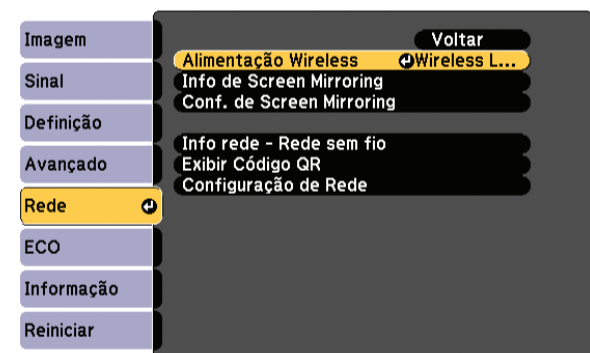 Imagem
Sinal
Definição
Avançado
Rede
ECO
Informação
Reiniciar
Voltar
Alimentação Wireless Wireless L...
Info de Screen Mirroring
Conf. de Screen Mirroring
Info rede - Rede sem fio
Exibir Código QR
Configuração de Rede